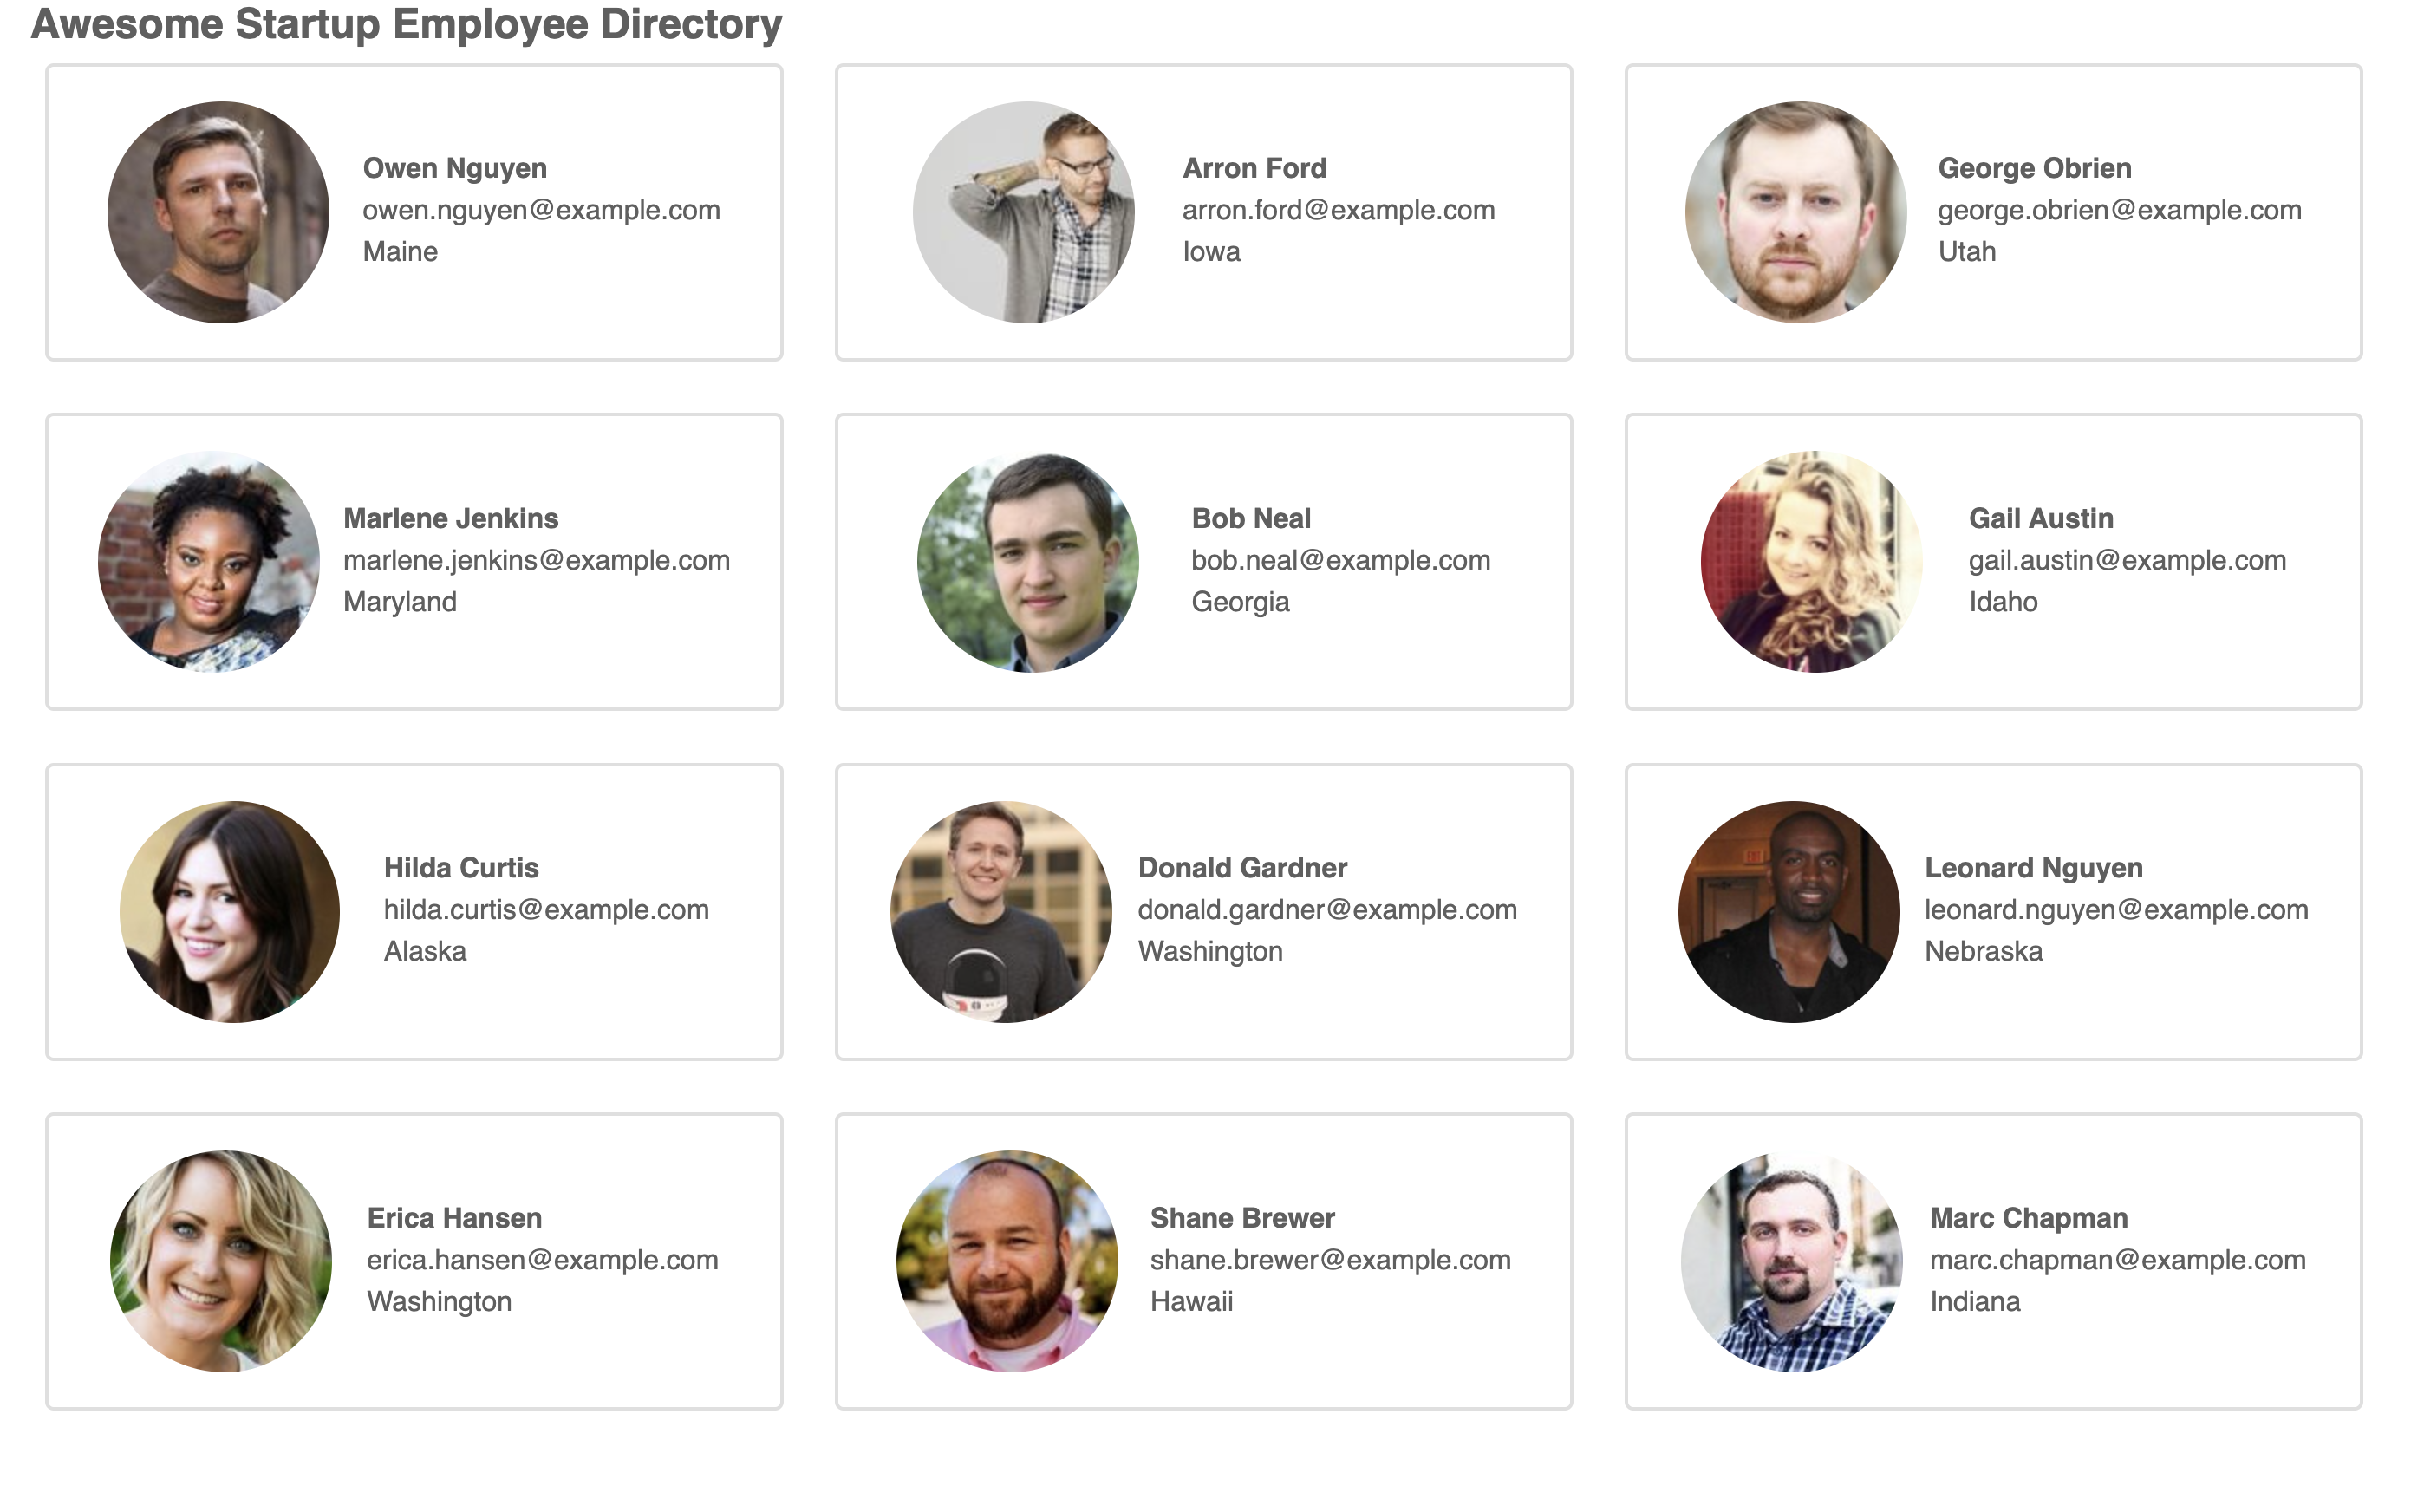 Awesome Startup Employee Directory
Owen Nguyen
owen.nguyen@example.com
Maine
Arron Ford
arron.ford@example.com
Iowa
George Obrien
george.obrien@example.com
Utah
Marlene Jenkins
marlene.jenkins@example.com
Maryland
Bob Neal
bob.neal@example.com
Georgia
Gail Austin
gail.austin@example.com
Idaho
Hilda Curtis
hilda.curtis@example.com
Alaska
Donald Gardner
donald.gardner@example.com
Washington
Leonard Nguyen
leonard.nguyen@example.com
Nebraska
Erica Hansen
erica.hansen@example.com
Washington
Shane Brewer
shane.brewer@example.com
Hawaii
Marc Chapman
marc.chapman@example.com
Indiana